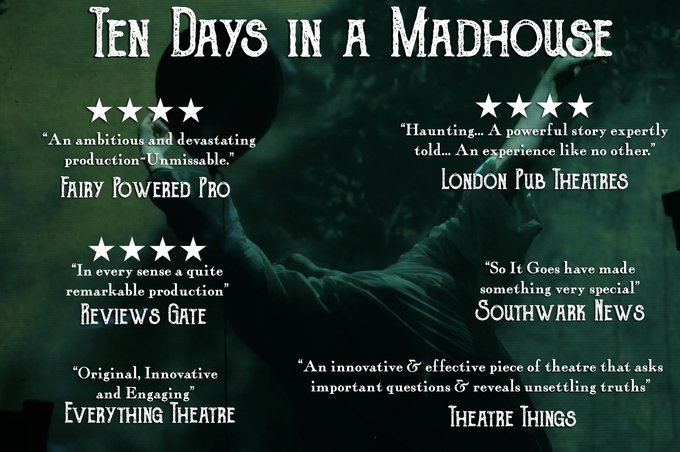 Ten Days in a Madhouse
★★★★
“An ambitious and devastating
production~Unmissable.”
Fairy Powered Pro
★★★★
“Haunting... A powerful story expertly
told... An experience like no other.”
London Pub Theatres
★★★★
“In every sense a quite
remarkable production”
Reviews Gate
“So It Goes have made
something very special”
Southwark News
“Original, Innovative
and Engaging”
Everything Theatre
“An innovative & effective piece of theatre that asks
important questions & reveals unsettling truths”
Theatre Things